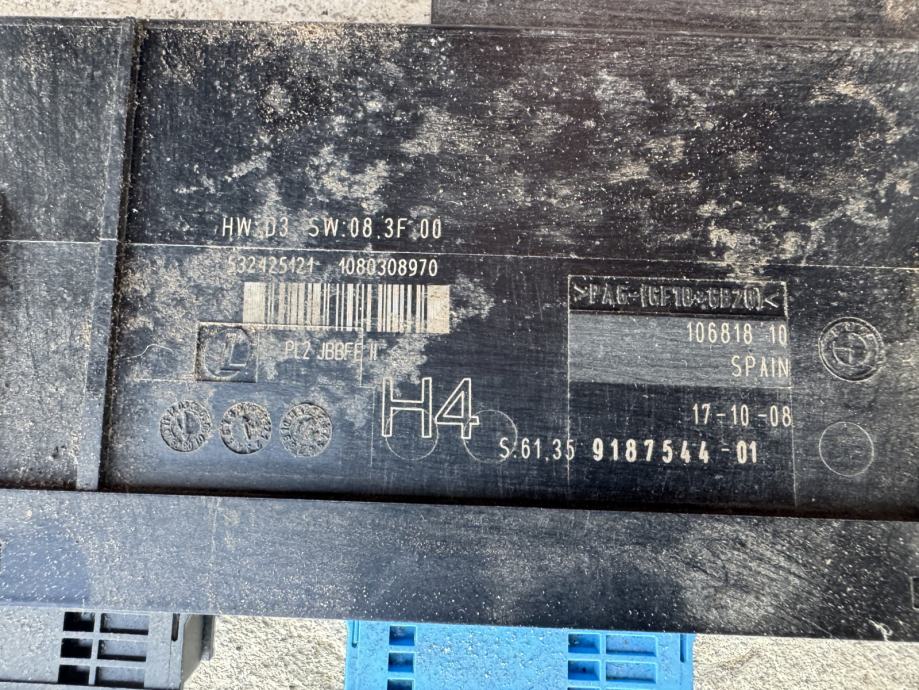 HW:D3 SW:08.3F.00
532425121 1080308970
>PA6-(GF10+GB20)<
PL2 JBBFE II
106818 10
SPAIN
H4
17-10-08
S:61.35 9187544-01